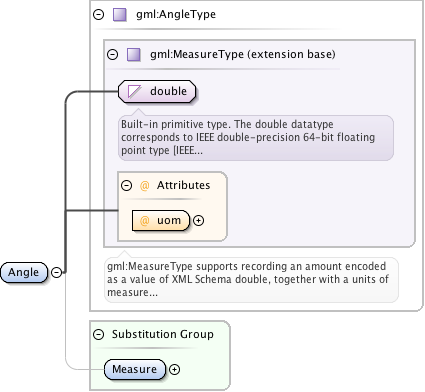 gml:AngleType
gml:MeasureType (extension base)
double
Built-in primitive type. The double datatype
corresponds to IEEE double-precision 64-bit floating
point type [IEEE...
@ Attributes
@ uom
Angle
gml:MeasureType supports recording an amount encoded
as a value of XML Schema double, together with a units of
measure...
Substitution Group
Measure